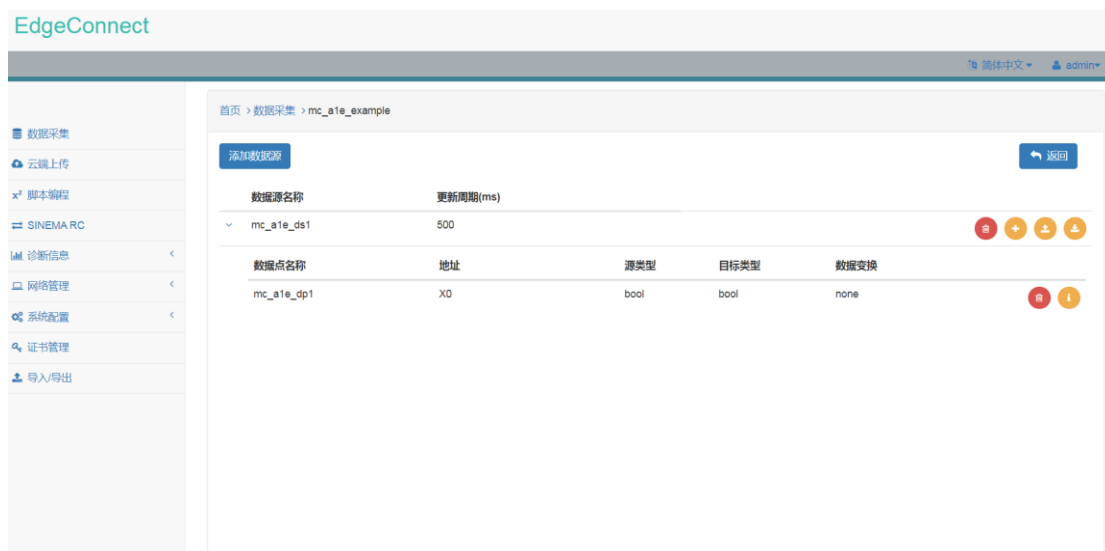 EdgeConnect
简体中文 admin
首页 > 数据采集 > mc_a1e_example
数据采集
云端上传
x² 脚本编程
SINEMA RC
诊断信息
网络管理
系统配置
证书管理
导入/导出
添加数据源 返回
数据源名称 更新周期(ms)
mc_a1e_ds1 500
数据点名称 地址 源类型 目标类型 数据变换
mc_a1e_dp1 X0 bool bool none